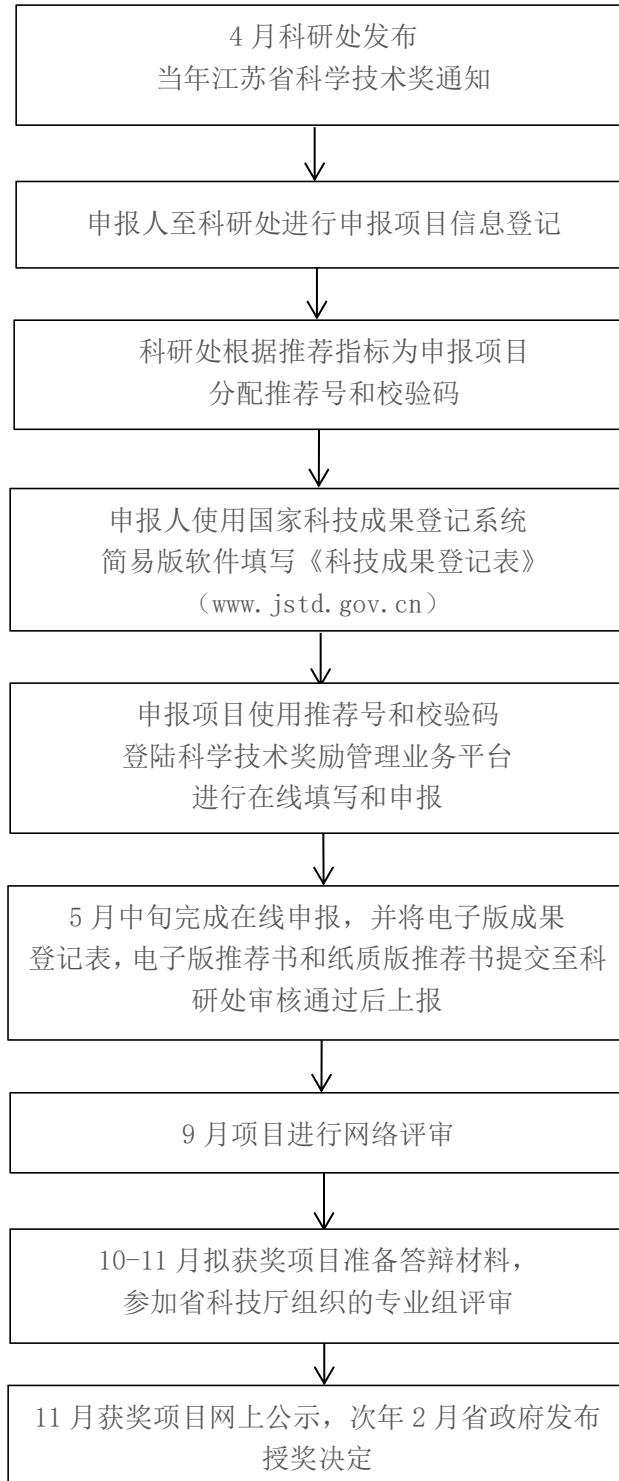 4 月科研处发布
当年江苏省科学技术奖通知
申报人至科研处进行申报项目信息登记
科研处根据推荐指标为申报项目
分配推荐号和校验码
申报人使用国家科技成果登记系统
简易版软件填写《科技成果登记表》
（www.jstd.gov.cn）
申报项目使用推荐号和校验码
登陆科学技术奖励管理业务平台
进行在线填写和申报
5 月中旬完成在线申报，并将电子版成果
登记表，电子版推荐书和纸质版推荐书提交至科
研处审核通过后上报
9 月项目进行网络评审
10-11 月拟获奖项目准备答辩材料，
参加省科技厅组织的专业组评审
11 月获奖项目网上公示，次年 2 月省政府发布
授奖决定